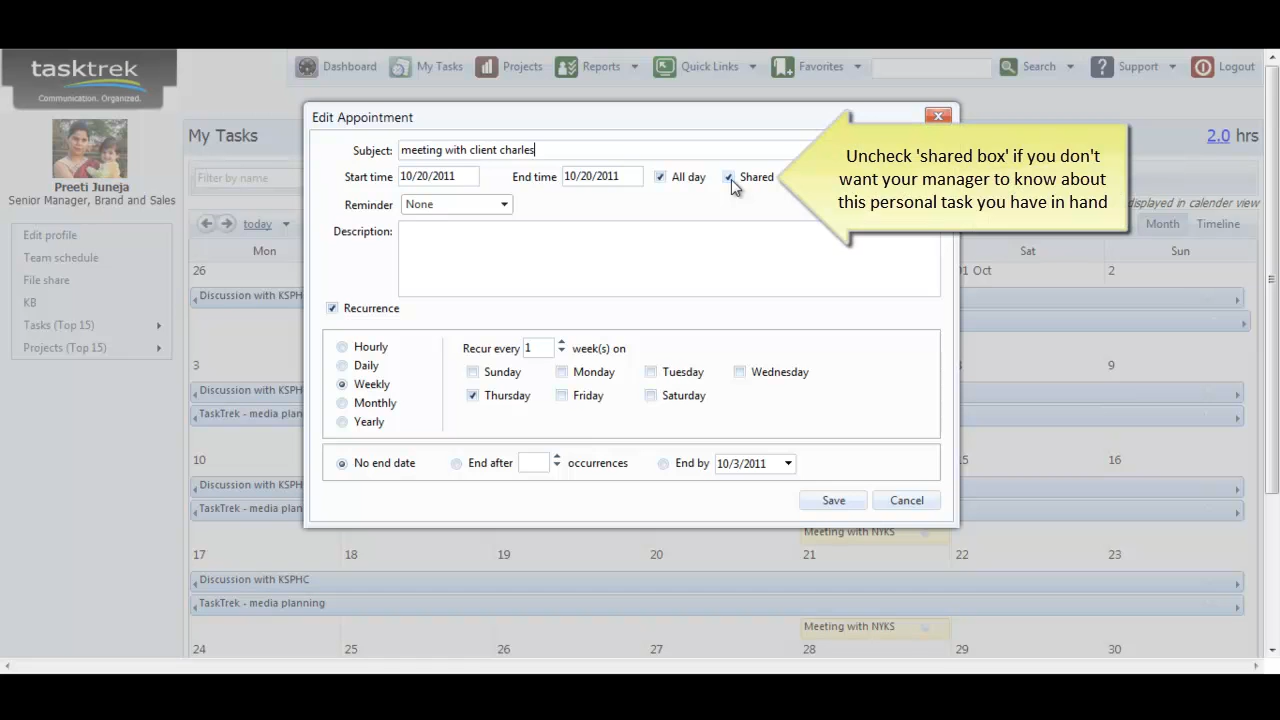 tasktrek
Communication. Organized.
Dashboard My Tasks Projects Reports Quick Links Favorites Search Support Logout
Preeti Juneja
Senior Manager, Brand and Sales
Edit profile
Team schedule
File share
KB
Tasks (Top 15)
Projects (Top 15)
My Tasks
2.0 hrs
Filter by name
displayed in calender view
today
Month Timeline
Mon Sat Sun
26 01 Oct 2
Discussion with KSPH
3 9
Discussion with KSPH
TaskTrek - media plann
10 15 16
Discussion with KSPH
TaskTrek - media plann
Meeting with NYKS
17 18 19 20 21 22 23
Discussion with KSPHC
TaskTrek - media planning
Meeting with NYKS
24 25 26 27 28 29 30
Edit Appointment
Subject: meeting with client charles
Start time 10/20/2011 End time 10/20/2011 All day Shared
Reminder None
Description:
Recurrence
Hourly
Daily
Weekly
Monthly
Yearly
Recur every 1 week(s) on
Sunday Monday Tuesday Wednesday
Thursday Friday Saturday
No end date End after occurrences End by 10/3/2011
Save Cancel
Uncheck 'shared box' if you don't
want your manager to know about
this personal task you have in hand